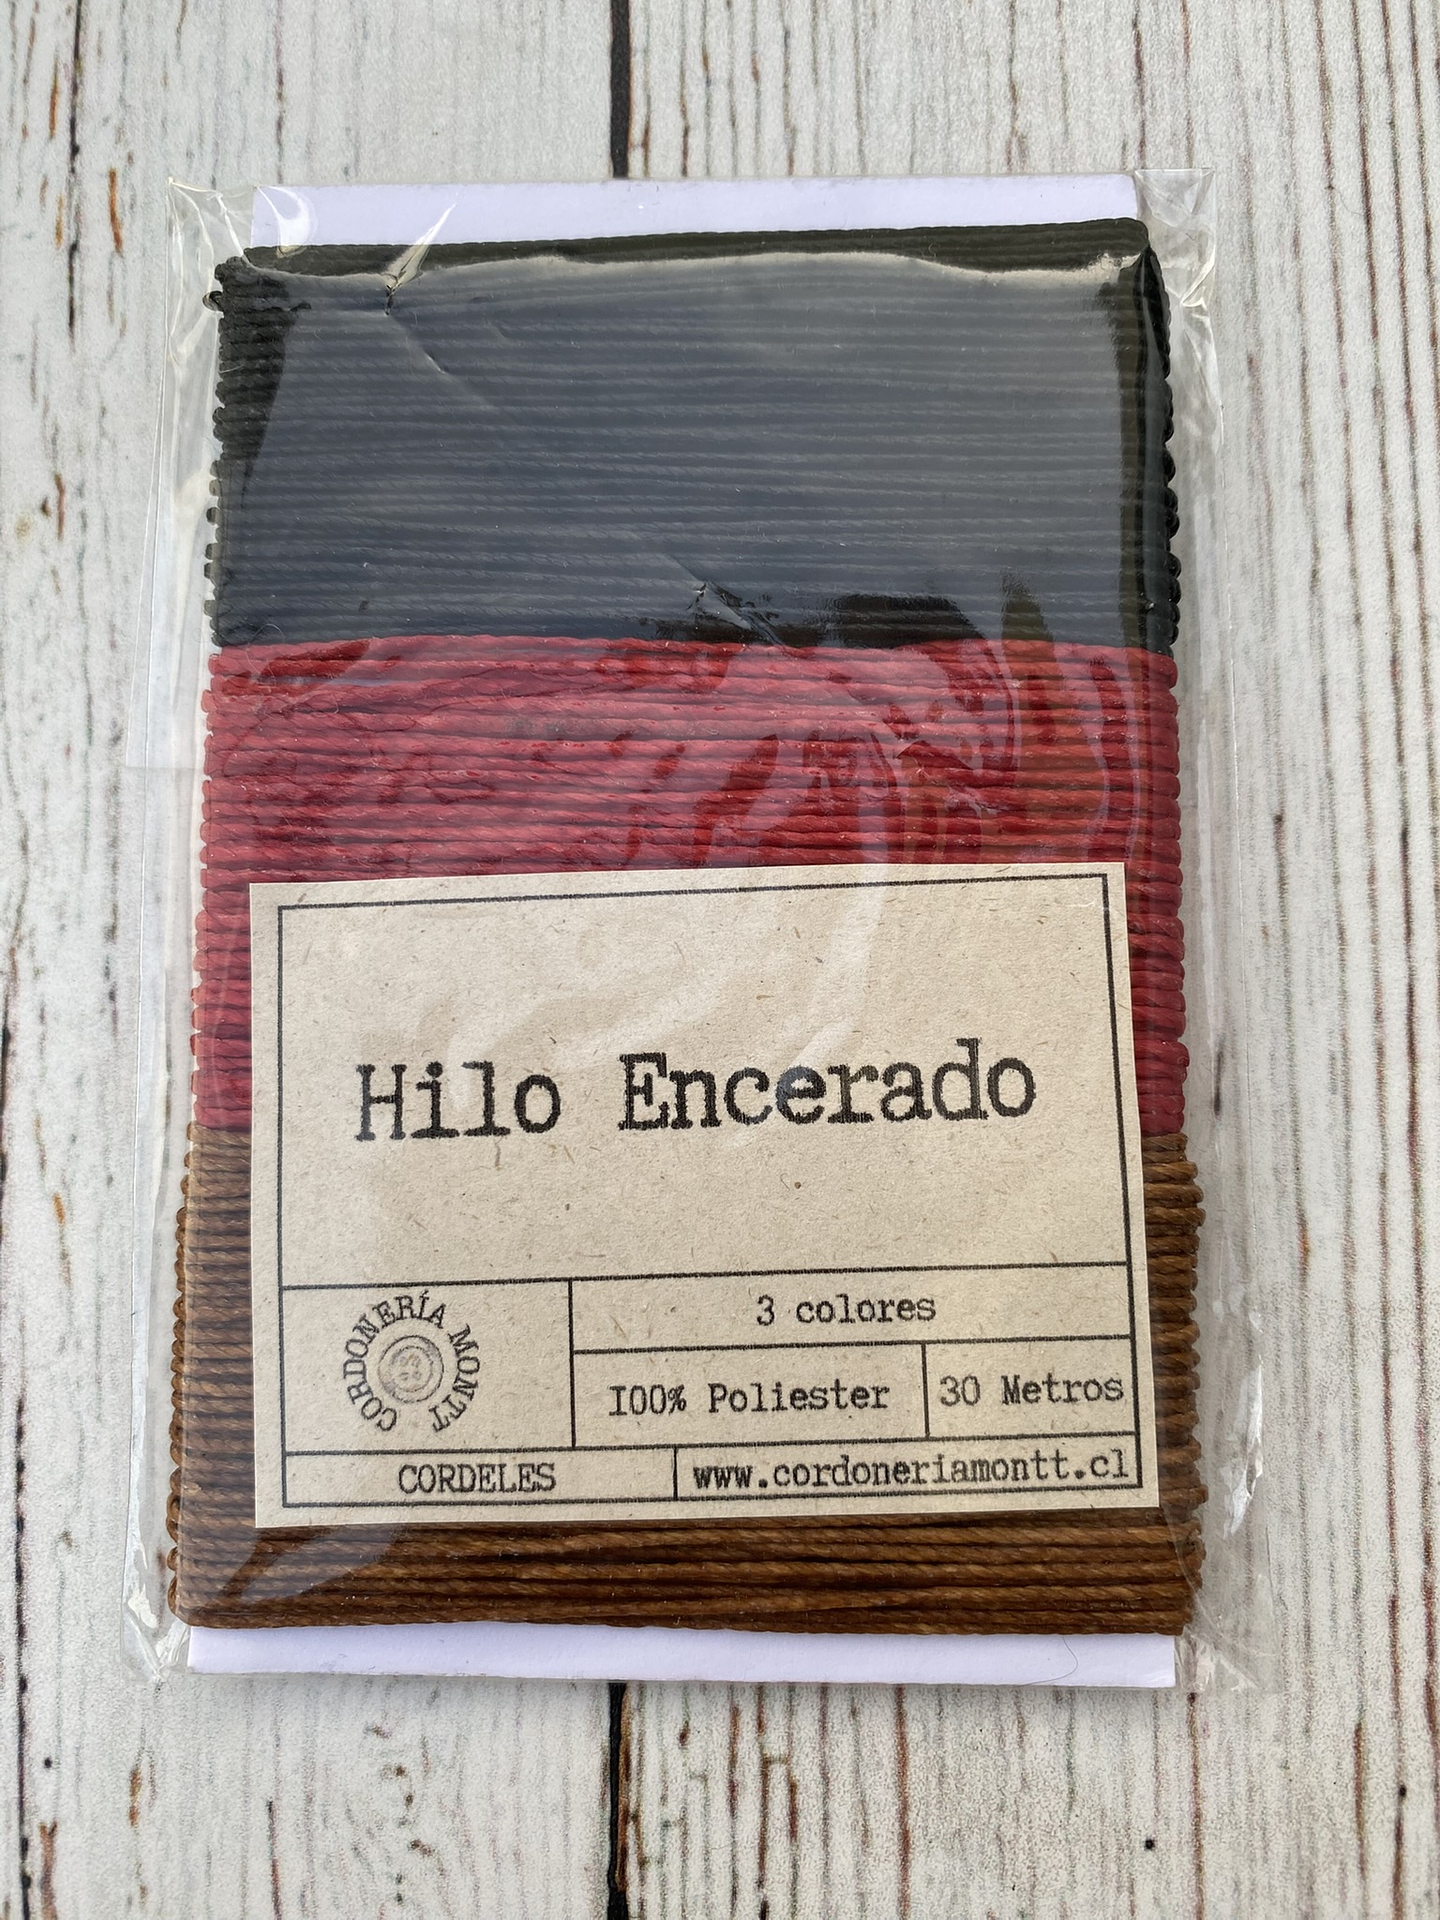 Hilo Encerado
CORDONERÍA MONTT
3 colores
100% Poliester
30 Metros
CORDELES
www.cordoneriamontt.cl